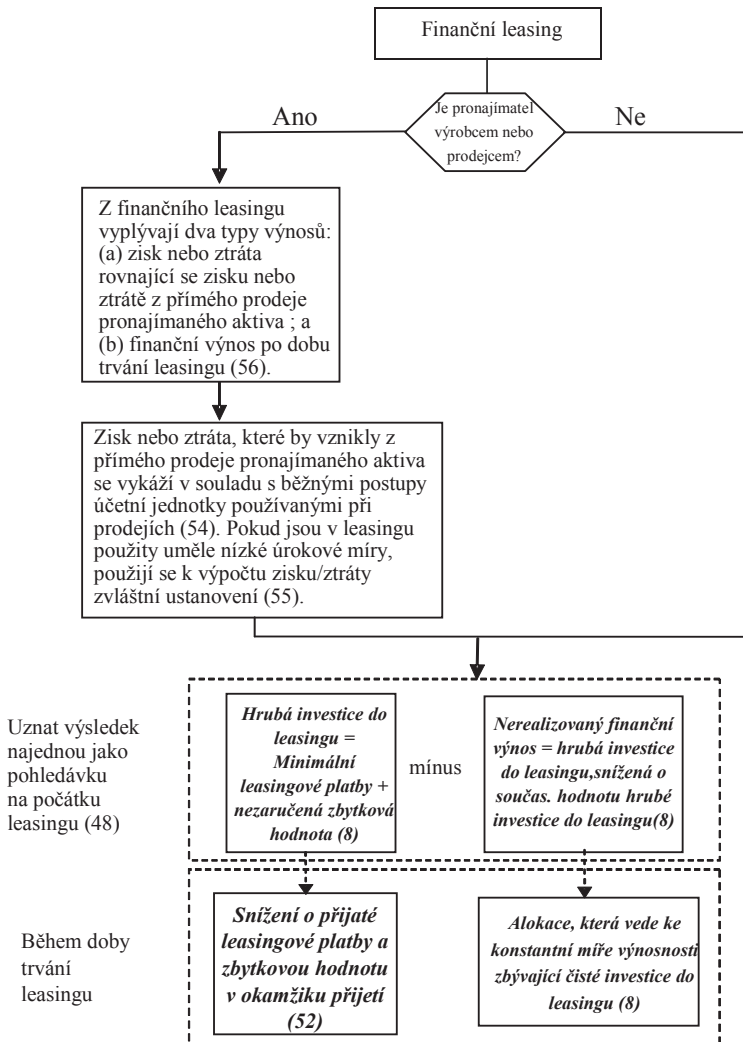 Finanční leasing
Je pronajímatel
výrobcem nebo
prodejcem?
Ano
Ne
Z finančního leasingu
vyplývají dva typy výnosů:
(a) zisk nebo ztráta
rovnající se zisku nebo
ztrátě z přímého prodeje
pronajímaného aktiva ; a
(b) finanční výnos po dobu
trvání leasingu (56).
Zisk nebo ztráta, které by vznikly z
přímého prodeje pronajímaného aktiva
se vykáží v souladu s běžnými postupy
účetní jednotky používanými při
prodejích (54). Pokud jsou v leasingu
použity uměle nízké úrokové míry,
použijí se k výpočtu zisku/ztráty
zvláštní ustanovení (55).
Uznat výsledek
najednou jako
pohledávku
na počátku
leasingu (48)
Hrubá investice do
leasingu =
Minimální
leasingové platby +
nezaručená zbytková
hodnota (8)
mínus
Nerealizovaný finanční
výnos = hrubá investice
do leasingu,snížená o
součas. hodnotu hrubé
investice do leasingu(8)
Během doby
trvání
leasingu
Snížení o přijaté
leasingové platby a
zbytkovou hodnotu
v okamžiku přijetí
(52)
Alokace, která vede ke
konstantní míře výnosnosti
zbývající čisté investice do
leasingu (8)